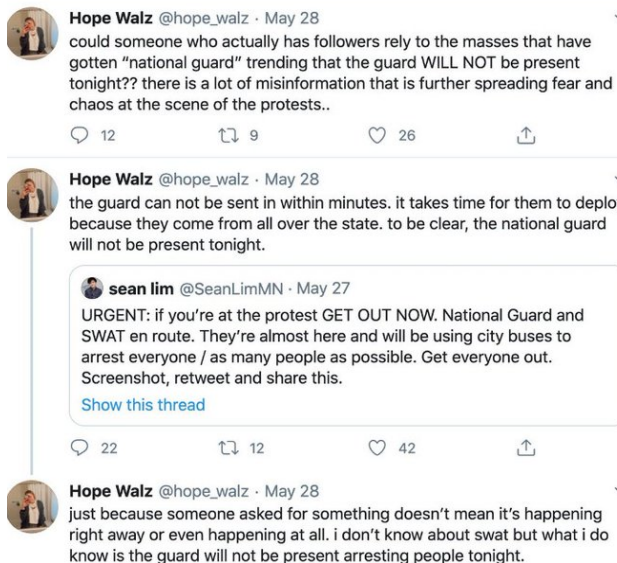 Hope Walz @hope_walz · May 28
could someone who actually has followers rely to the masses that have
gotten “national guard” trending that the guard WILL NOT be present
tonight?? there is a lot of misinformation that is further spreading fear and
chaos at the scene of the protests..
12 9 26
Hope Walz @hope_walz · May 28
the guard can not be sent in within minutes. it takes time for them to deplo
because they come from all over the state. to be clear, the national guard
will not be present tonight.
sean lim @SeanLimMN · May 27
URGENT: if you’re at the protest GET OUT NOW. National Guard and
SWAT en route. They’re almost here and will be using city buses to
arrest everyone / as many people as possible. Get everyone out.
Screenshot, retweet and share this.
Show this thread
22 12 42
Hope Walz @hope_walz · May 28
just because someone asked for something doesn’t mean it’s happening
right away or even happening at all. i don’t know about swat but what i do
know is the guard will not be present arresting people tonight.